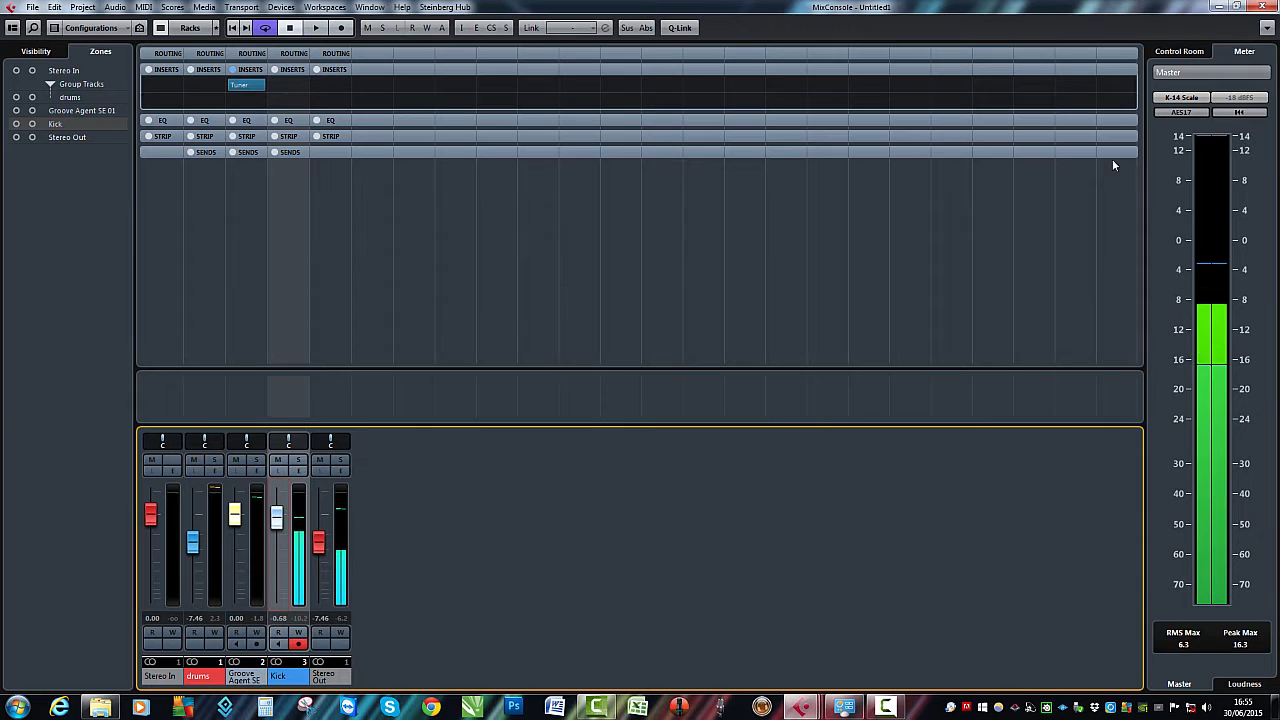 File Edit Project Audio MIDI Scores Media Transport Devices Workspaces Window Help Steinberg Hub
MixConsole - Untitled1
Configurations Racks M S L R W A I E CS S Link - Sus Abs Q-Link
Visibility Zones
Stereo In
Group Tracks
drums
Groove Agent SE 01
Kick
Stereo Out
ROUTING ROUTING ROUTING ROUTING ROUTING
INSERTS INSERTS INSERTS INSERTS INSERTS
Tuner
EQ EQ EQ EQ EQ
STRIP STRIP STRIP STRIP STRIP
SENDS SENDS SENDS
C C C C C
M M S M S M S M S
0.00 -oo -7.46 2.3 0.00 -1.8 -0.68 -10.2 -7.46 -6.2
R W R W R W R W R W
1 1 2 3 1
Stereo In drums Groove Agent SE Kick Stereo Out
Control Room Meter
Master
K-14 Scale -18 dBFS
AES17
14 14
12 12
8 8
4 4
0 0
4 4
8 8
12 12
16 16
20 20
24 24
30 30
40 40
50 50
60 60
70 70
RMS Max Peak Max
6.3 16.3
Master Loudness
16:55
30/06/2015